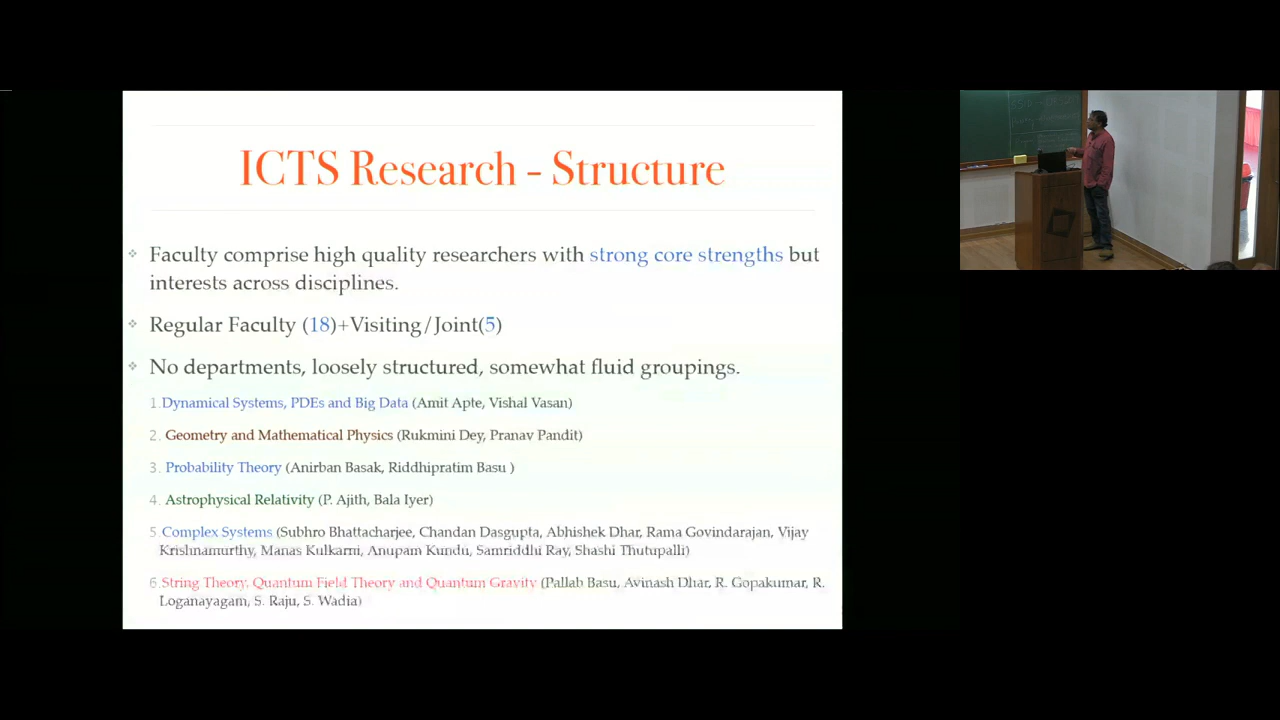 ICTS Research - Structure
Faculty comprise high quality researchers with strong core strengths but
interests across disciplines.
Regular Faculty (18)+Visiting/Joint(5)
No departments, loosely structured, somewhat fluid groupings.
1.Dynamical Systems, PDEs and Big Data (Amit Apte, Vishal Vasan)
2. Geometry and Mathematical Physics (Rukmini Dey, Pranav Pandit)
3. Probability Theory (Anirban Basak, Riddhipratim Basu )
4. Astrophysical Relativity (P. Ajith, Bala Iyer)
5.Complex Systems (Subhro Bhattacharjee, Chandan Dasgupta, Abhishek Dhar, Rama Govindarajan, Vijay
Krishnamurthy, Manas Kulkarni, Anupam Kundu, Samriddhi Ray, Shashi Thutupalli)
6.String Theory, Quantum Field Theory and Quantum Gravity (Pallab Basu, Avinash Dhar, R. Gopakumar, R.
Loganayagam, S. Raju, S. Wadia)